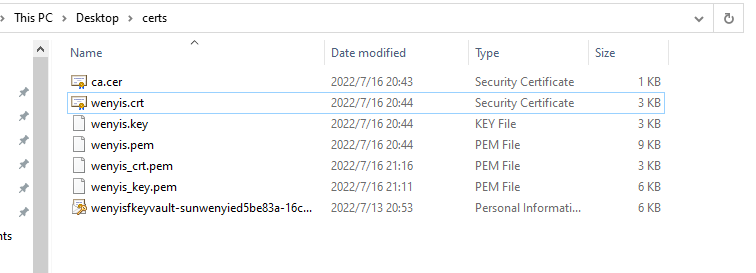 This PC > Desktop > certs
Name Date modified Type Size
ca.cer 2022/7/16 20:43 Security Certificate 1 KB
wenyis.crt 2022/7/16 20:44 Security Certificate 3 KB
wenyis.key 2022/7/16 20:44 KEY File 3 KB
wenyis.pem 2022/7/16 20:44 PEM File 9 KB
wenyis_crt.pem 2022/7/16 21:16 PEM File 3 KB
wenyis_key.pem 2022/7/16 21:11 PEM File 6 KB
wenyisfkeyvault-sunwenyied5be83a-16c... 2022/7/13 20:53 Personal Informati... 6 KB
nts